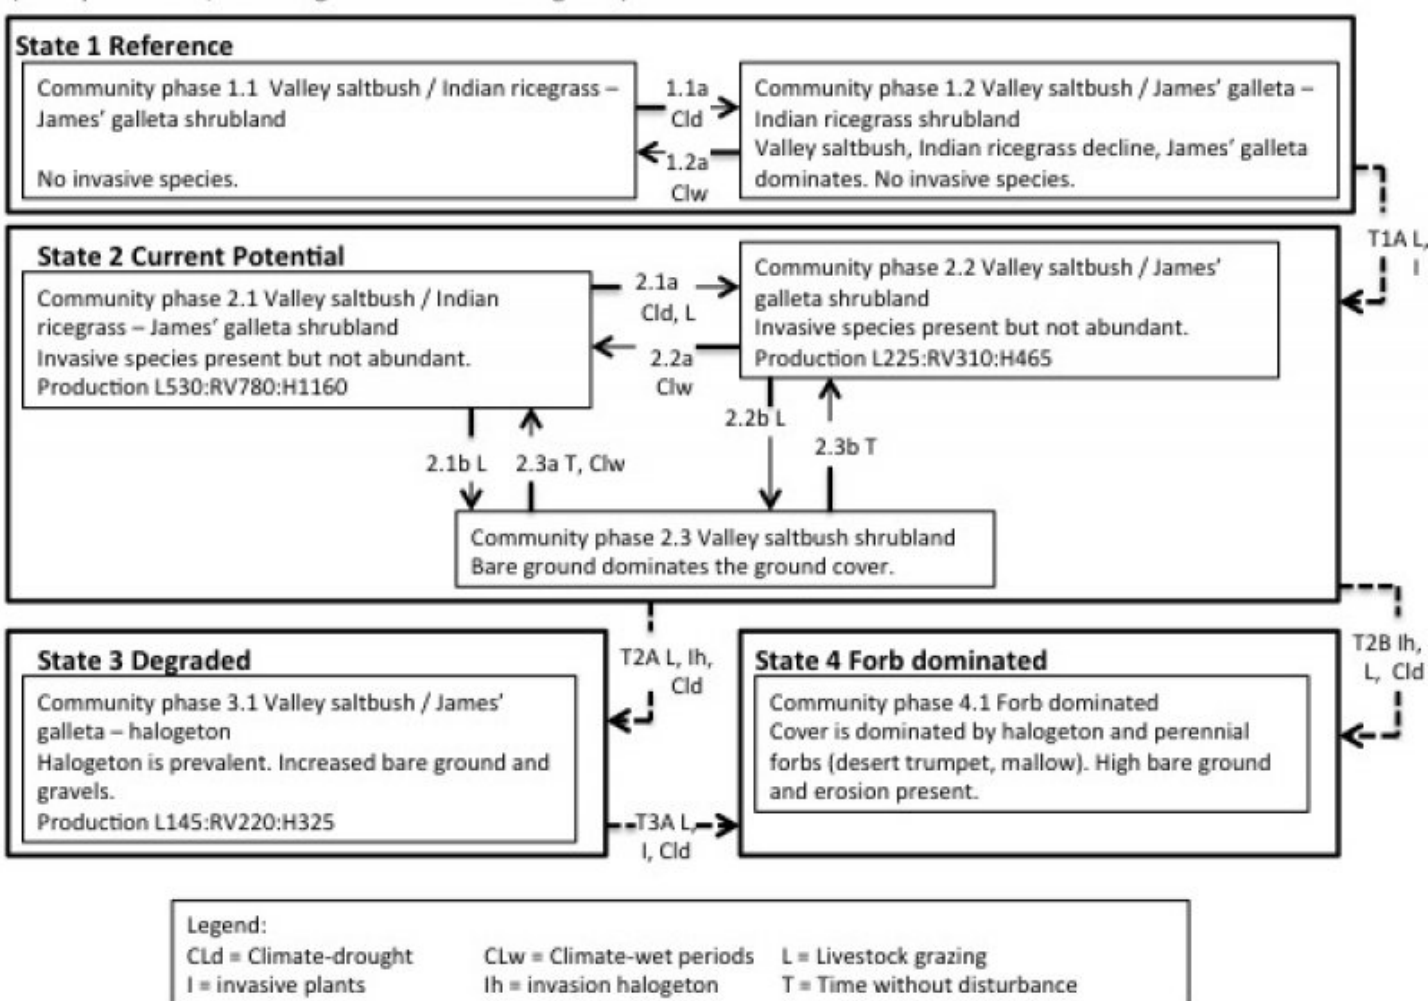 State 1 Reference
Community phase 1.1 Valley saltbush / Indian ricegrass –
James' galleta shrubland
No invasive species.
1.1a
Cld
1.2a
Clw
Community phase 1.2 Valley saltbush / James' galleta –
Indian ricegrass shrubland
Valley saltbush, Indian ricegrass decline, James' galleta
dominates. No invasive species.
T1A L,
I
State 2 Current Potential
Community phase 2.1 Valley saltbush / Indian
ricegrass – James' galleta shrubland
Invasive species present but not abundant.
Production L530:RV780:H1160
2.1a
Cld, L
2.2a
Clw
Community phase 2.2 Valley saltbush / James'
galleta shrubland
Invasive species present but not abundant.
Production L225:RV310:H465
2.1b L
2.3a T, Clw
2.2b L
2.3b T
Community phase 2.3 Valley saltbush shrubland
Bare ground dominates the ground cover.
State 3 Degraded
Community phase 3.1 Valley saltbush / James'
galleta – halogeton
Halogeton is prevalent. Increased bare ground and
gravels.
Production L145:RV220:H325
T2A L, Ih,
Cld
T3A L,
I, Cld
State 4 Forb dominated
Community phase 4.1 Forb dominated
Cover is dominated by halogeton and perennial
forbs (desert trumpet, mallow). High bare ground
and erosion present.
T2B Ih,
L, Cld
Legend:
CLd = Climate-drought CLw = Climate-wet periods L = Livestock grazing
I = invasive plants Ih = invasion halogeton T = Time without disturbance